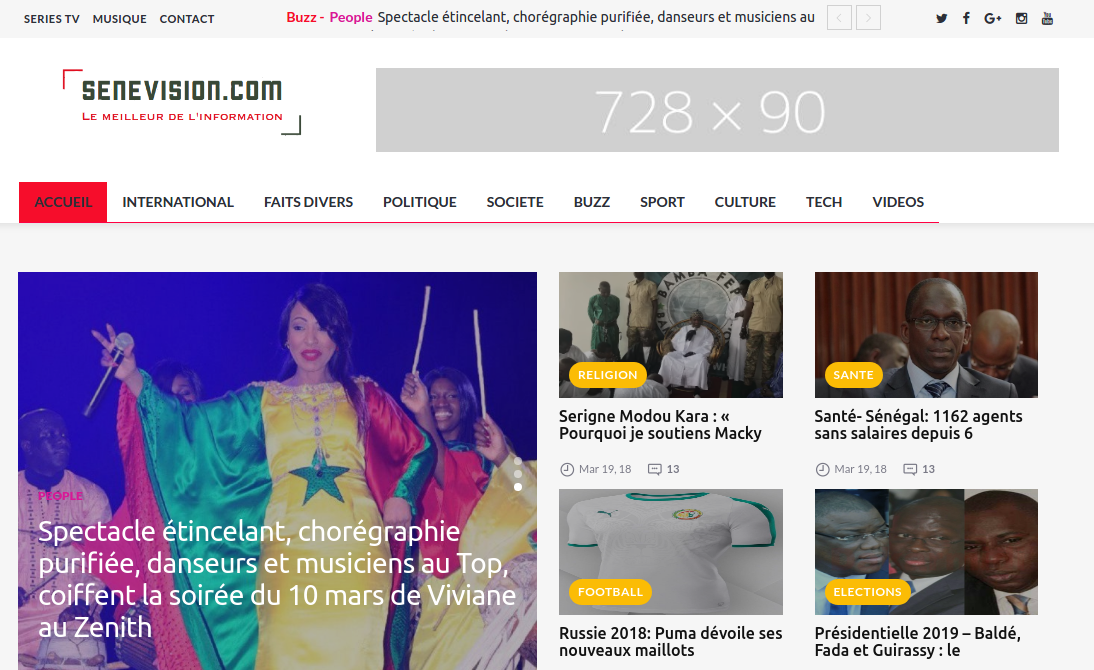 SERIES TV MUSIQUE CONTACT
Buzz - People Spectacle étincelant, chorégraphie purifiée, danseurs et musiciens au
SENEVISION.COM
LE MEILLEUR DE L'INFORMATION
728 × 90
ACCUEIL INTERNATIONAL FAITS DIVERS POLITIQUE SOCIETE BUZZ SPORT CULTURE TECH VIDEOS
PEOPLE
Spectacle étincelant, chorégraphie
purifiée, danseurs et musiciens au Top,
coiffent la soirée du 10 mars de Viviane
au Zenith
BAMBA FEP
RELIGION
Serigne Modou Kara : «
Pourquoi je soutiens Macky
Mar 19, 18 13
SANTE
Santé- Sénégal: 1162 agents
sans salaires depuis 6
Mar 19, 18 13
FOOTBALL
Russie 2018: Puma dévoile ses
nouveaux maillots
ELECTIONS
Présidentielle 2019 – Baldé,
Fada et Guirassy : le